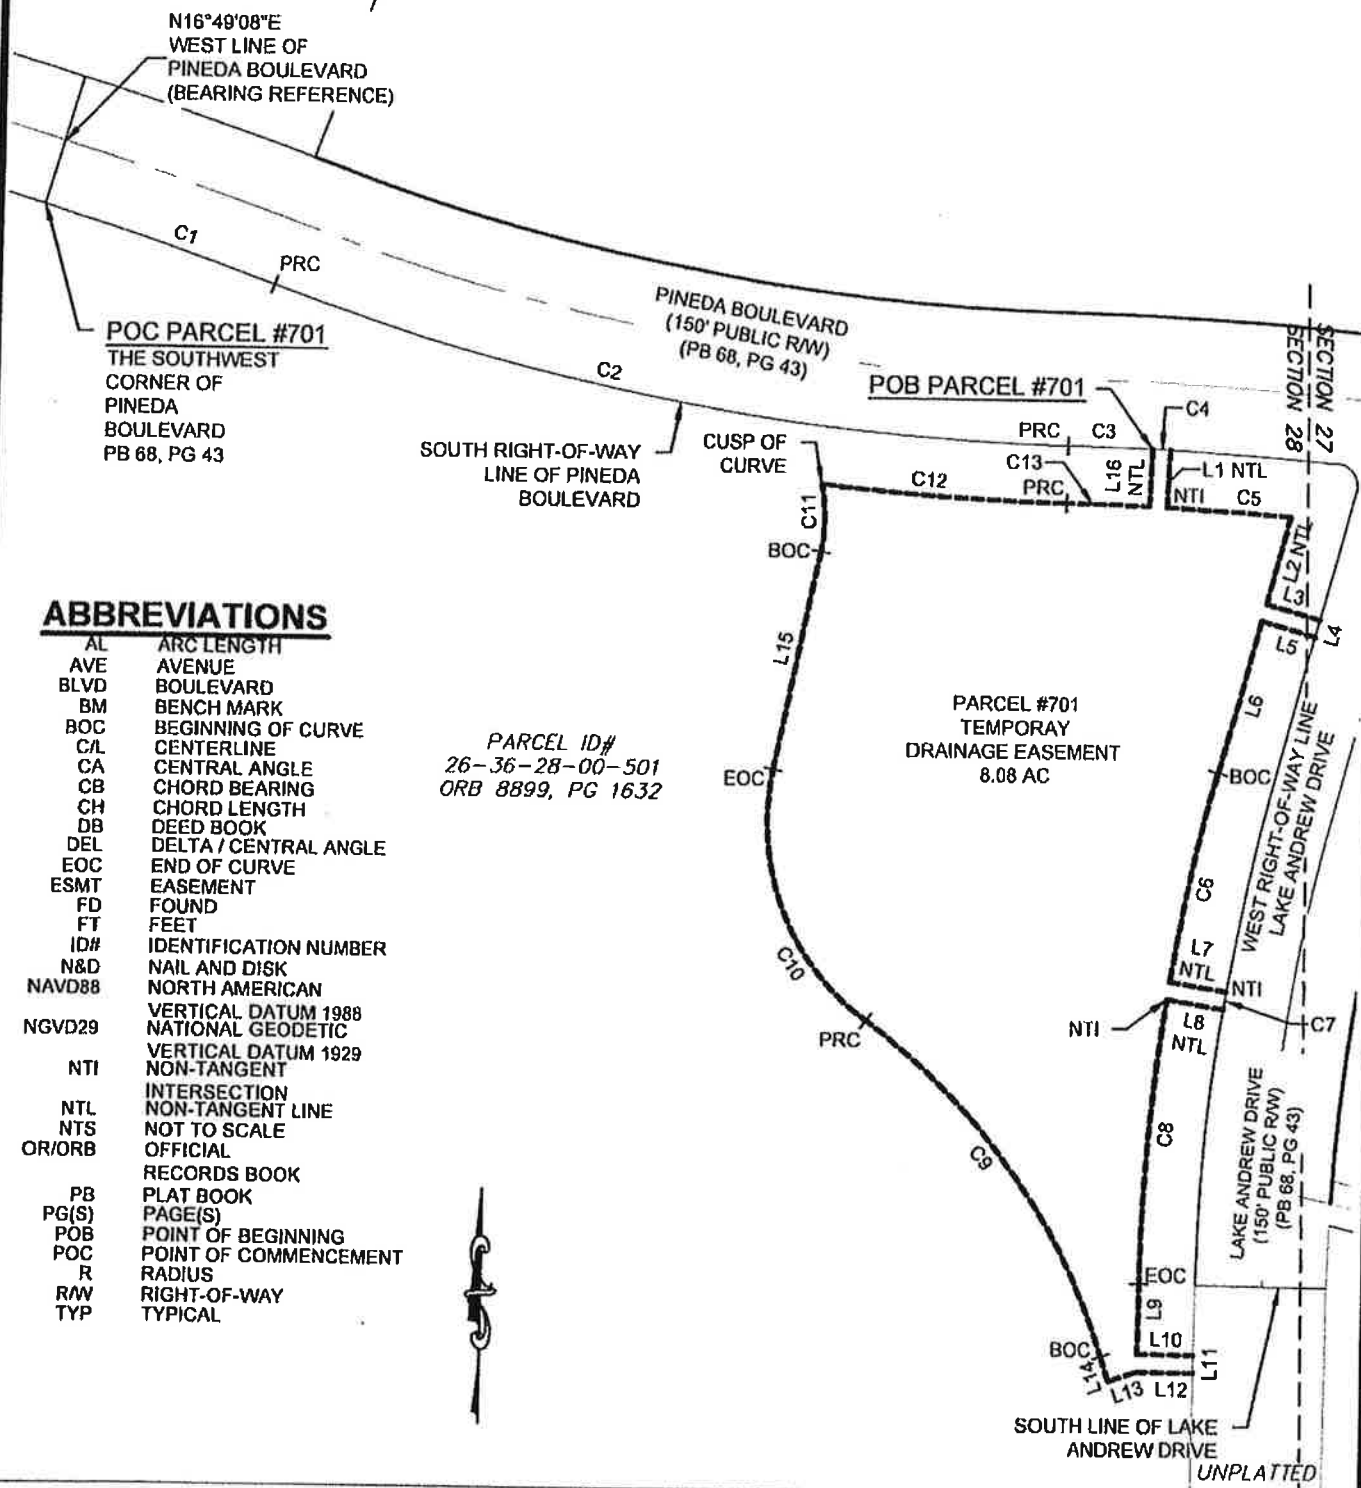 N16°49'08"E
WEST LINE OF
PINEDA BOULEVARD
(BEARING REFERENCE)
C1
PRC
POC PARCEL #701
THE SOUTHWEST
CORNER OF
PINEDA
BOULEVARD
PB 68, PG 43
PINEDA BOULEVARD
(150' PUBLIC R/W)
(PB 68, PG 43)
C2
SOUTH RIGHT-OF-WAY
LINE OF PINEDA
BOULEVARD
POB PARCEL #701
SECTION 27
SECTION 28
C4
PRC
C3
CUSP OF
CURVE
C13
L16
NTL
L1 NTL
C12
PRC
NTI
C5
C11
BOC
L2 NTL
L3
L4
L5
L15
L6
PARCEL #701
TEMPORAY
DRAINAGE EASEMENT
8.08 AC
ABBREVIATIONS
AL ARC LENGTH
AVE AVENUE
BLVD BOULEVARD
BM BENCH MARK
BOC BEGINNING OF CURVE
C/L CENTERLINE
CA CENTRAL ANGLE
CB CHORD BEARING
CH CHORD LENGTH
DB DEED BOOK
DEL DELTA / CENTRAL ANGLE
EOC END OF CURVE
ESMT EASEMENT
FD FOUND
FT FEET
ID# IDENTIFICATION NUMBER
N&D NAIL AND DISK
NAVD88 NORTH AMERICAN
VERTICAL DATUM 1988
NGVD29 NATIONAL GEODETIC
VERTICAL DATUM 1929
NTI NON-TANGENT
INTERSECTION
NTL NON-TANGENT LINE
NTS NOT TO SCALE
OR/ORB OFFICIAL
RECORDS BOOK
PB PLAT BOOK
PG(S) PAGE(S)
POB POINT OF BEGINNING
POC POINT OF COMMENCEMENT
R RADIUS
R/W RIGHT-OF-WAY
TYP TYPICAL
PARCEL ID#
26-36-28-00-501
ORB 8899, PG 1632
EOC
BOC
WEST RIGHT-OF-WAY LINE
LAKE ANDREW DRIVE
C6
L7
NTL
NTI
C10
PRC
NTI
L8
NTL
C7
C8
C9
LAKE ANDREW DRIVE
(150' PUBLIC R/W)
(PB 68, PG 43)
EOC
L9
L10
L11
BOC
L14
L13
L12
SOUTH LINE OF LAKE
ANDREW DRIVE
UNPLATTED